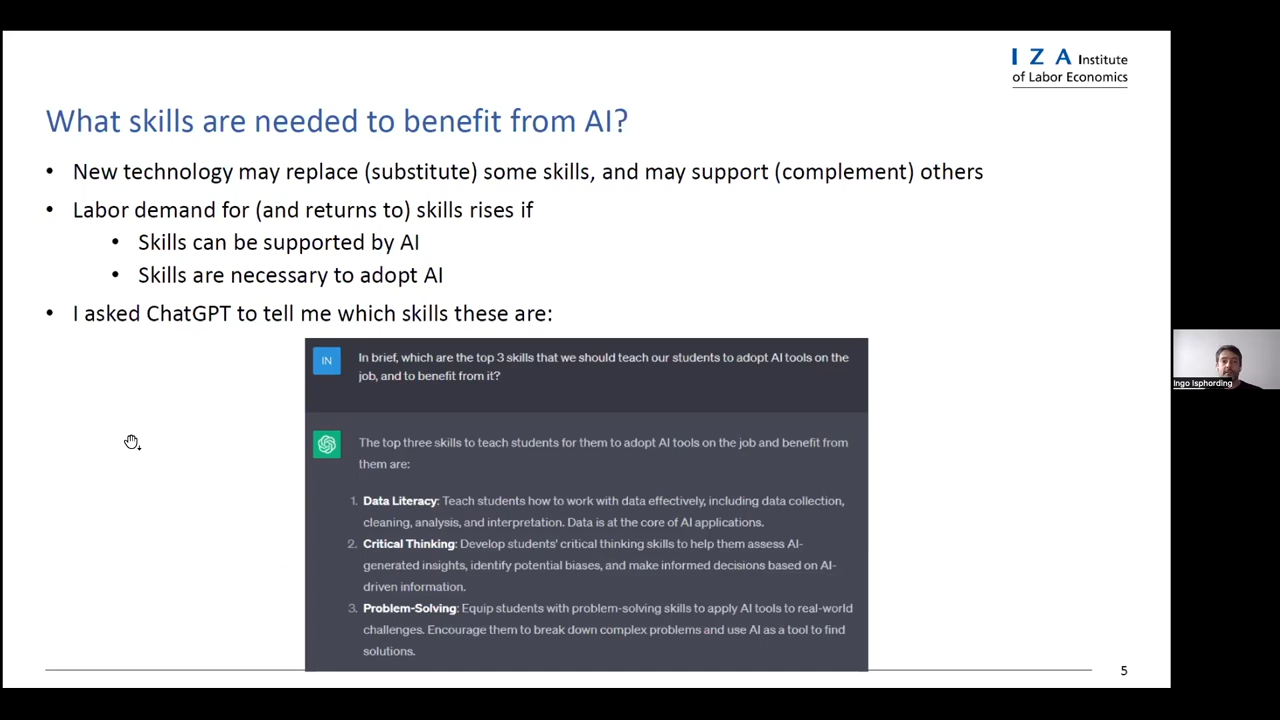 I Z A Institute
of Labor Economics
What skills are needed to benefit from AI?
• New technology may replace (substitute) some skills, and may support (complement) others
• Labor demand for (and returns to) skills rises if
• Skills can be supported by AI
• Skills are necessary to adopt AI
• I asked ChatGPT to tell me which skills these are:
IN
In brief, which are the top 3 skills that we should teach our students to adopt AI tools on the
job, and to benefit from it?
The top three skills to teach students for them to adopt AI tools on the job and benefit from
them are:
1. Data Literacy: Teach students how to work with data effectively, including data collection,
cleaning, analysis, and interpretation. Data is at the core of AI applications.
2. Critical Thinking: Develop students' critical thinking skills to help them assess AI-
generated insights, identify potential biases, and make informed decisions based on AI-
driven information.
3. Problem-Solving: Equip students with problem-solving skills to apply AI tools to real-world
challenges. Encourage them to break down complex problems and use AI as a tool to find
solutions.
5
Ingo Isphording